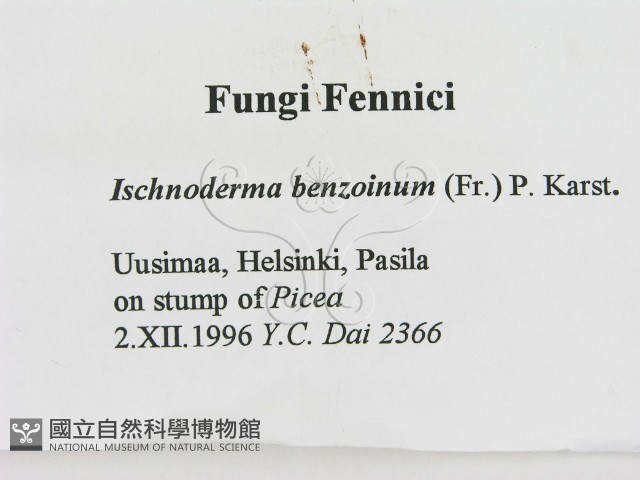 Fungi Fennici
Ischnoderma benzoinum (Fr.) P. Karst.
Uusimaa, Helsinki, Pasila
on stump of Picea
2.XII.1996 Y.C. Dai 2366
國立自然科學博物館
NATIONAL MUSEUM OF NATURAL SCIENCE